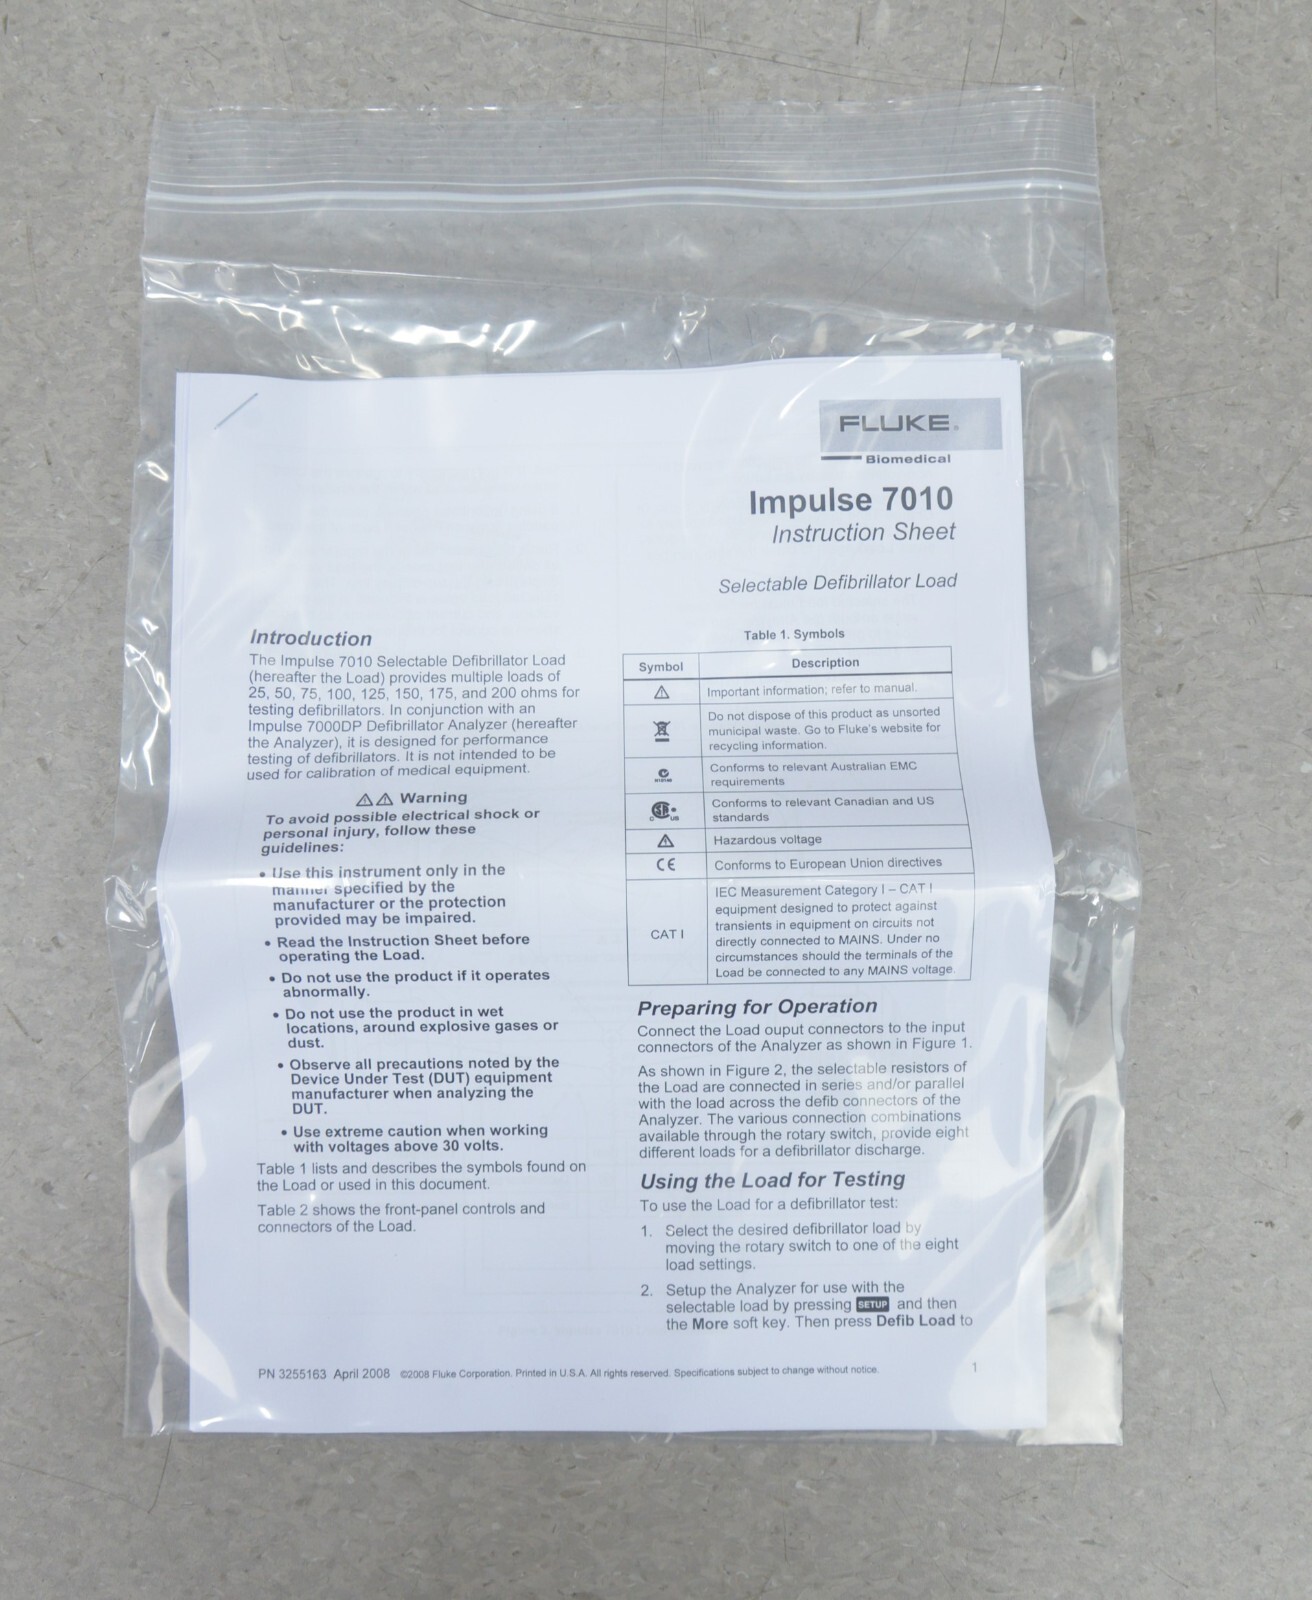 FLUKE®
Biomedical
Impulse 7010
Instruction Sheet
Selectable Defibrillator Load
Introduction
The Impulse 7010 Selectable Defibrillator Load
(hereafter the Load) provides multiple loads of
25, 50, 75, 100, 125, 150, 175, and 200 ohms for
testing defibrillators. In conjunction with an
Impulse 7000DP Defibrillator Analyzer (hereafter
the Analyzer), it is designed for performance
testing of defibrillators. It is not intended to be
used for calibration of medical equipment.
Warning
To avoid possible electrical shock or
personal injury, follow these
guidelines:
• Use this instrument only in the
manner specified by the
manufacturer or the protection
provided may be impaired.
• Read the Instruction Sheet before
operating the Load.
• Do not use the product if it operates
abnormally.
• Do not use the product in wet
locations, around explosive gases or
dust.
• Observe all precautions noted by the
Device Under Test (DUT) equipment
manufacturer when analyzing the
DUT.
• Use extreme caution when working
with voltages above 30 volts.
Table 1 lists and describes the symbols found on
the Load or used in this document.
Table 2 shows the front-panel controls and
connectors of the Load.
Table 1. Symbols
Symbol Description
Important information; refer to manual.
Do not dispose of this product as unsorted
municipal waste. Go to Fluke's website for
recycling information.
Conforms to relevant Australian EMC
requirements
Conforms to relevant Canadian and US
standards
Hazardous voltage
CE Conforms to European Union directives
CAT I IEC Measurement Category I – CAT I
equipment designed to protect against
transients in equipment on circuits not
directly connected to MAINS. Under no
circumstances should the terminals of the
Load be connected to any MAINS voltage.
Preparing for Operation
Connect the Load ouput connectors to the input
connectors of the Analyzer as shown in Figure 1.
As shown in Figure 2, the selectable resistors of
the Load are connected in series and/or parallel
with the load across the defib connectors of the
Analyzer. The various connection combinations
available through the rotary switch, provide eight
different loads for a defibrillator discharge.
Using the Load for Testing
To use the Load for a defibrillator test:
1. Select the desired defibrillator load by
moving the rotary switch to one of the eight
load settings.
2. Setup the Analyzer for use with the
selectable load by pressing SETUP and then
the More soft key. Then press Defib Load to
PN 3255163 April 2008 ©2008 Fluke Corporation. Printed in U.S.A. All rights reserved. Specifications subject to change without notice. 1